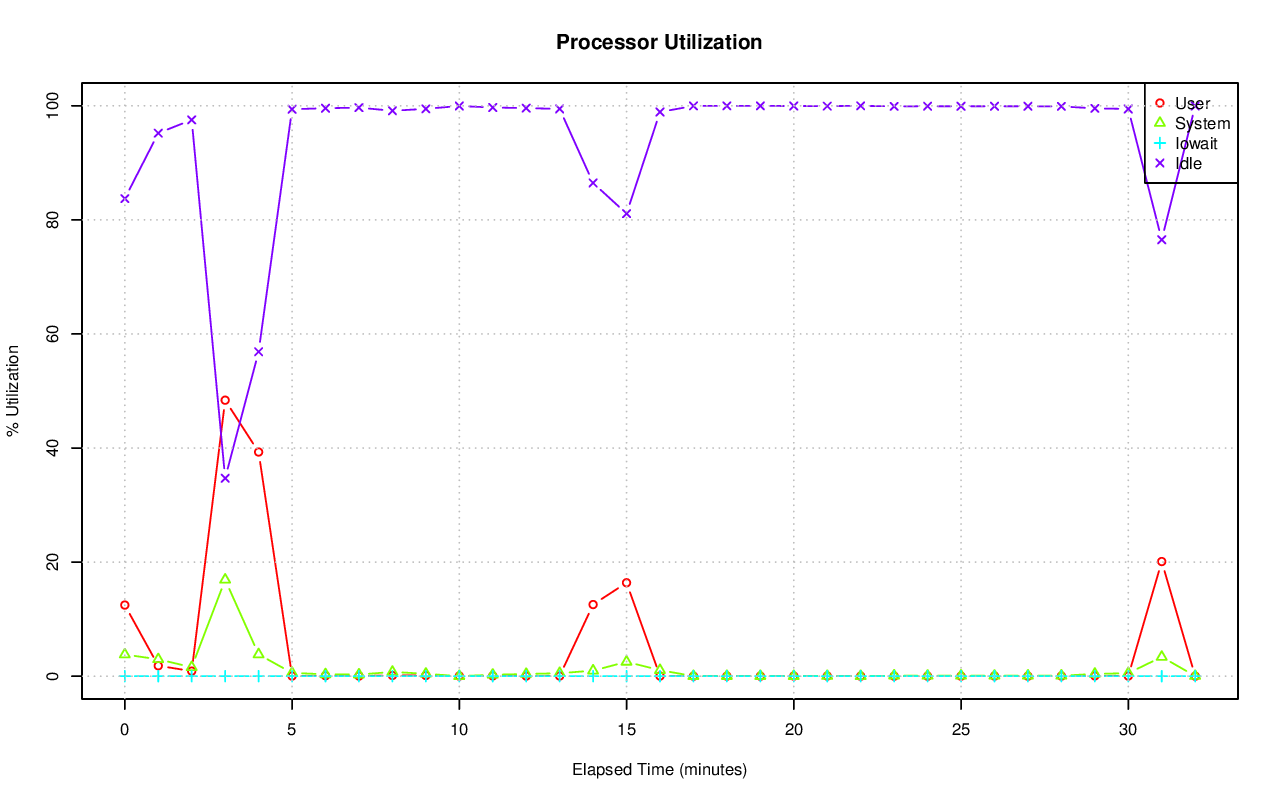 Processor Utilization
% Utilization
100
80
60
40
20
0
User
System
Iowait
Idle
0 5 10 15 20 25 30
Elapsed Time (minutes)